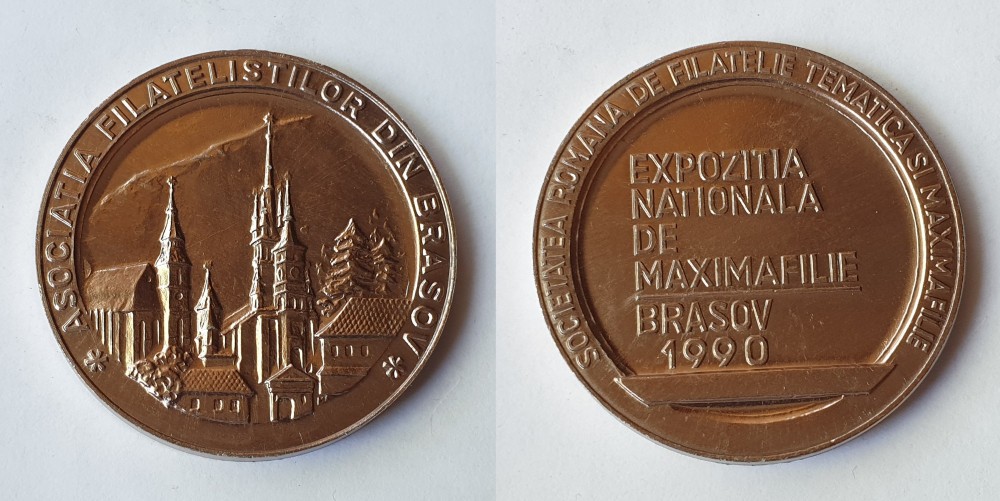 * ASOCIATIA FILATELISTILOR DIN BRASOV *
SOCIETATEA ROMANA DE FILATELIE TEMATICA SI MAXIMAFILIE
EXPOZITIA
NATIONALA
DE
MAXIMAFILIE
BRASOV
1990